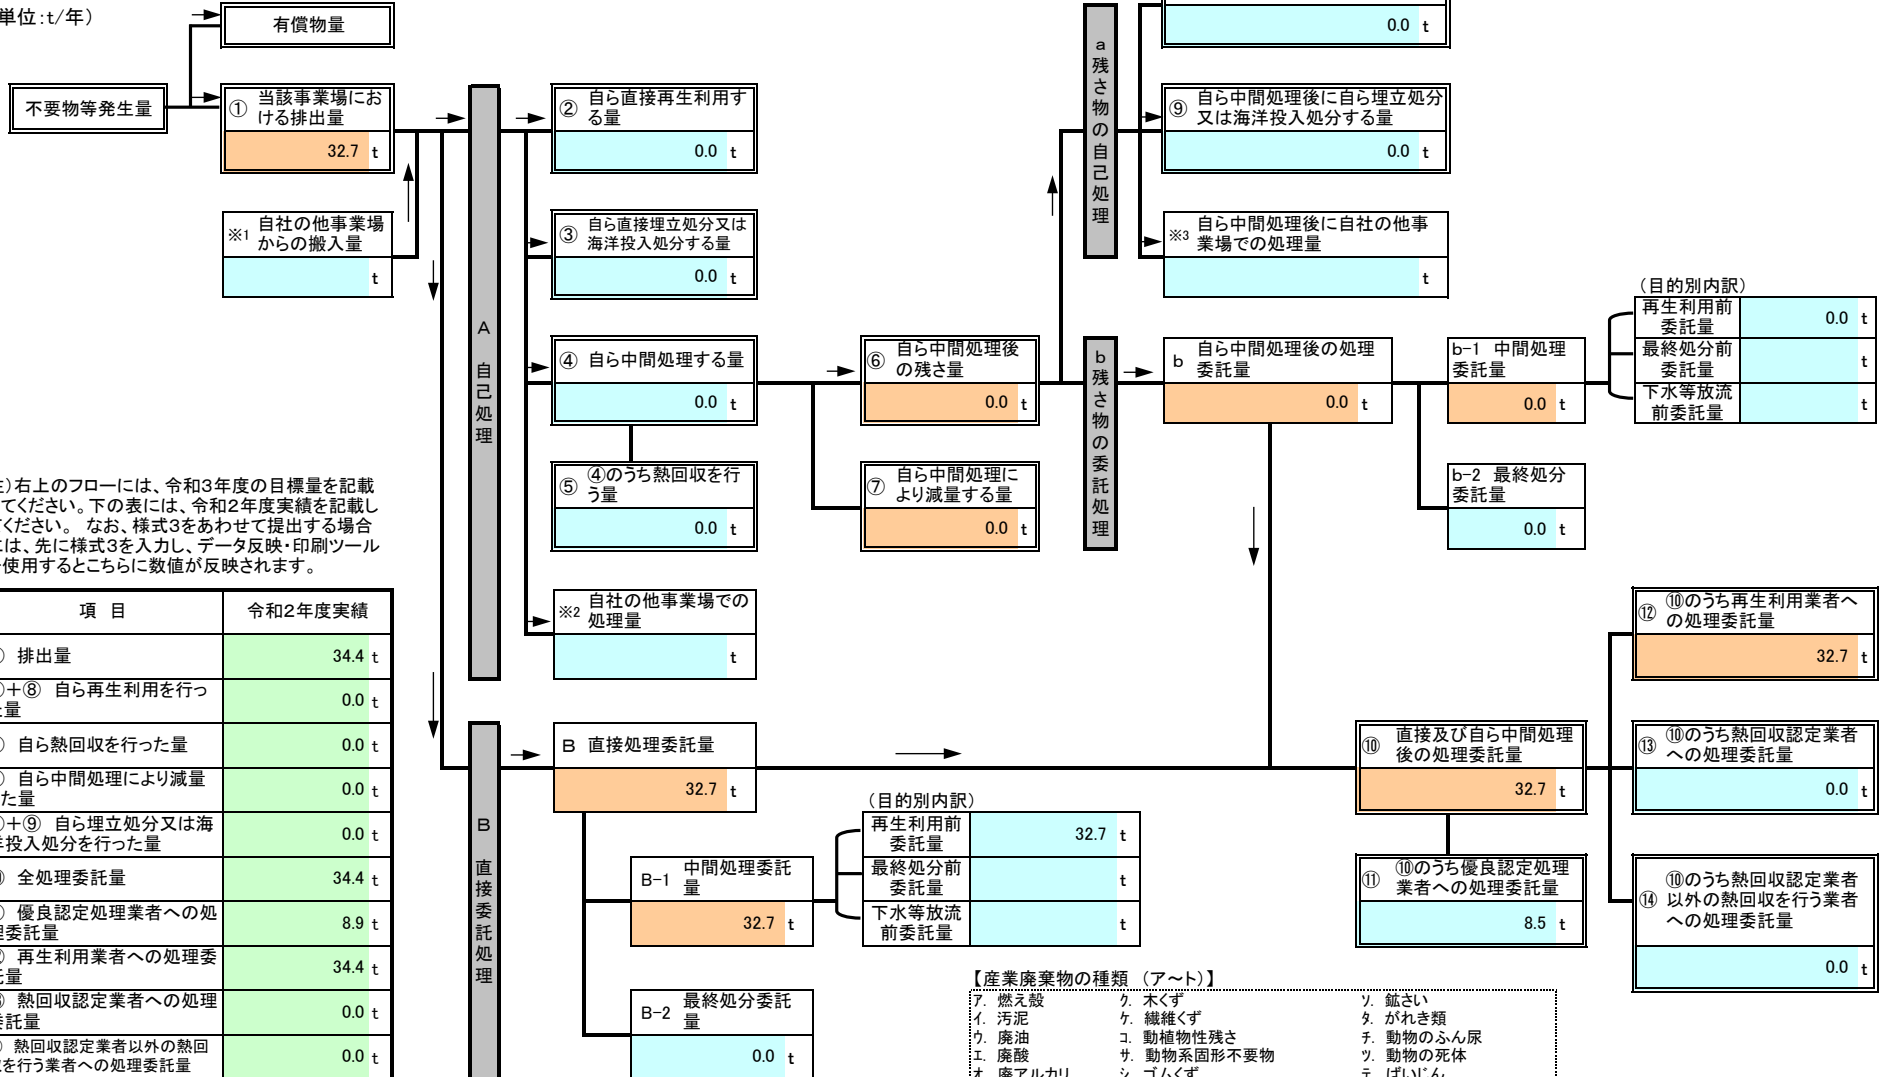 単位:t/年）
有償物量
不要物等発生量
① 当該事業場にお
ける排出量
32.7 t
※1 自社の他事業場
からの搬入量
t
A 自己処理
② 自ら直接再生利用す
る量
0.0 t
③ 自ら直接埋立処分又は
海洋投入処分する量
0.0 t
④ 自ら中間処理する量
0.0 t
⑤ ④のうち熱回収を行
う量
0.0 t
※2 自社の他事業場での
処理量
t
⑥ 自ら中間処理後
の残さ量
0.0 t
⑦ 自ら中間処理に
より減量する量
0.0 t
a 残さ物の自己処理
0.0 t
⑨ 自ら中間処理後に自ら埋立処分
又は海洋投入処分する量
0.0 t
※3 自ら中間処理後に自社の他事
業場での処理量
t
b 残さ物の委託処理
b 自ら中間処理後の処理
委託量
0.0 t
b-1 中間処理
委託量
0.0 t
（目的別内訳）
再生利用前
委託量
0.0 t
最終処分前
委託量
t
下水等放流
前委託量
t
b-2 最終処分
委託量
0.0 t
）右上のフローには、令和3年度の目標量を記載
てください。下の表には、令和2年度実績を記載し
ください。 なお、様式3をあわせて提出する場合
は、先に様式3を入力し、データ反映・印刷ツール
使用するとこちらに数値が反映されます。
項 目 令和2年度実績
） 排出量 34.4 t
）＋⑧ 自ら再生利用を行っ
量 0.0 t
） 自ら熱回収を行った量 0.0 t
） 自ら中間処理により減量
た量 0.0 t
）＋⑨ 自ら埋立処分又は海
投入処分を行った量 0.0 t
） 全処理委託量 34.4 t
） 優良認定処理業者への処
委託量 8.9 t
） 再生利用業者への処理委
量 34.4 t
） 熱回収認定業者への処理
託量 0.0 t
） 熱回収認定業者以外の熱回
を行う業者への処理委託量 0.0 t
B 直接委託処理
B 直接処理委託量
32.7 t
B-1 中間処理委託
量
32.7 t
（目的別内訳）
再生利用前
委託量
32.7 t
最終処分前
委託量
t
下水等放流
前委託量
t
B-2 最終処分委託
量
0.0 t
⑩ 直接及び自ら中間処理
後の処理委託量
32.7 t
⑪ ⑩のうち優良認定処理
業者への処理委託量
8.5 t
⑫ ⑩のうち再生利用業者へ
の処理委託量
32.7 t
⑬ ⑩のうち熱回収認定業者
への処理委託量
0.0 t
⑭ ⑩のうち熱回収認定業者
以外の熱回収を行う業者
への処理委託量
0.0 t
【産業廃棄物の種類 （ア～ト）】
ア. 燃え殻 ク. 木くず ソ. 鉱さい
イ. 汚泥 ケ. 繊維くず タ. がれき類
ウ. 廃油 コ. 動植物性残さ チ. 動物のふん尿
エ. 廃酸 サ. 動物系固形不要物 ツ. 動物の死体
オ. 廃アルカリ シ. ゴムくず テ. ばいじん